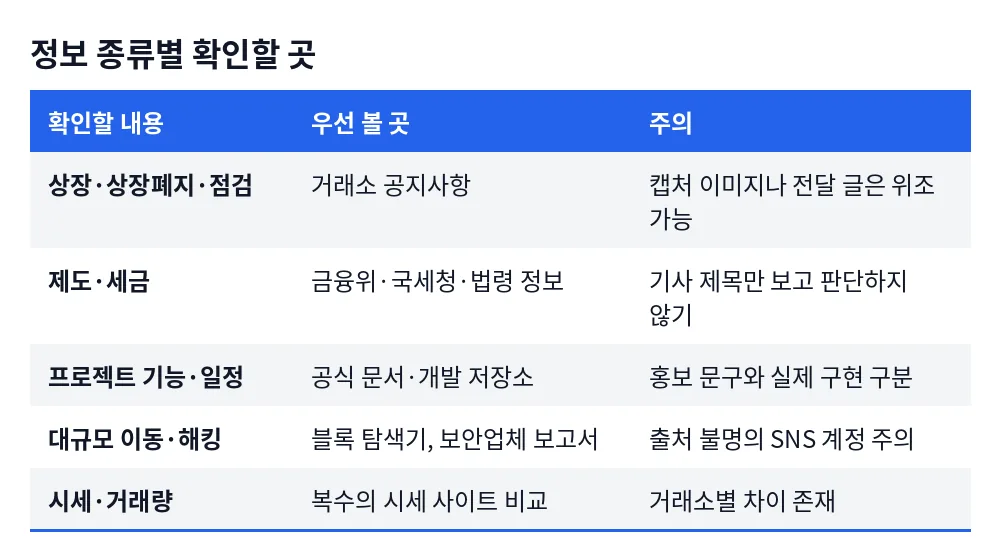 정보 종류별 확인할 곳
확인할 내용 우선 볼 곳 주의
상장·상장폐지·점검 거래소 공지사항 캡처 이미지나 전달 글은 위조
가능
제도·세금 금융위·국세청·법령 정보 기사 제목만 보고 판단하지
않기
프로젝트 기능·일정 공식 문서·개발 저장소 홍보 문구와 실제 구현 구분
대규모 이동·해킹 블록 탐색기, 보안업체 보고서 출처 불명의 SNS 계정 주의
시세·거래량 복수의 시세 사이트 비교 거래소별 차이 존재